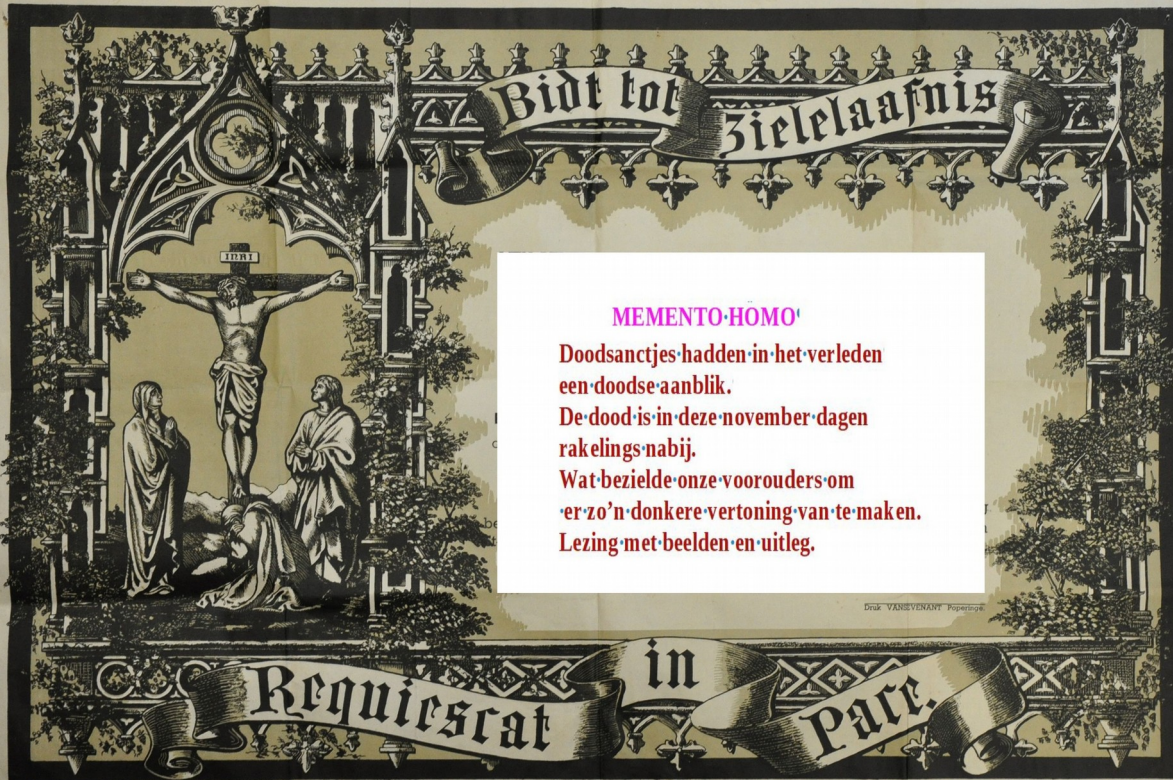 Bidt tot Zielelaafnis
INRI
MEMENTO·HOMO
Doodsanctjes·hadden·in·het·verleden
een·doodse·aanblik.
De·dood·is·in·deze·november·dagen
rakelings·nabij.
Wat·bezielde·onze·voorouders·om
·er·zo’n·donkere·vertoning·van·te·maken.
Lezing·met·beelden·en·uitleg.
Druk VANSEVENANT Poperinge.
Requiescat in Pace.